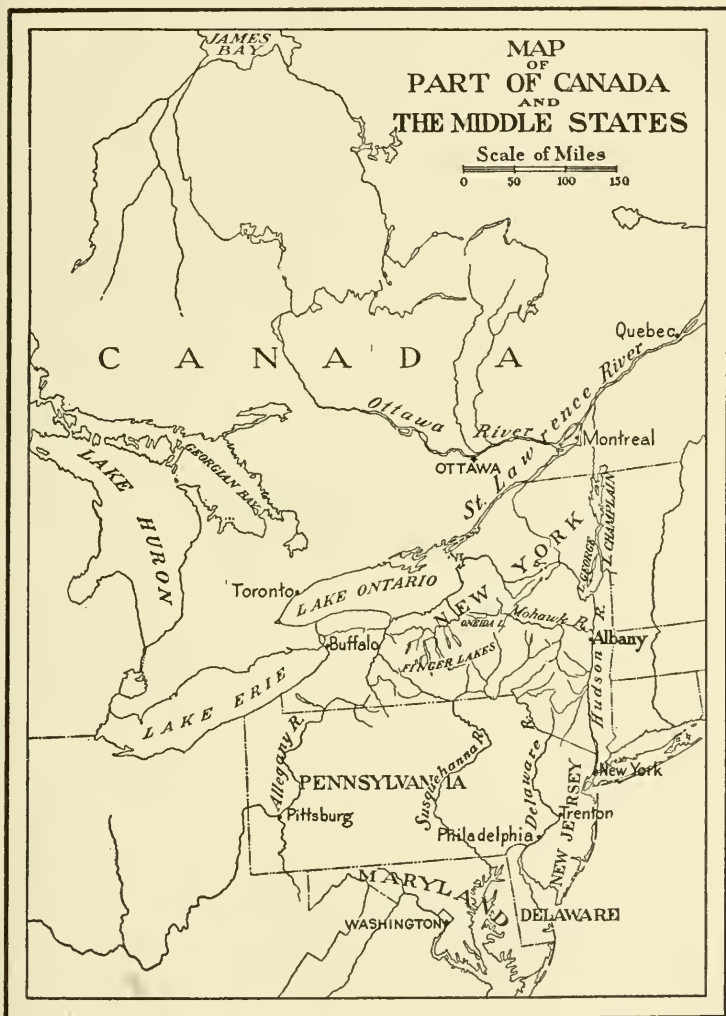 JAMES
BAY
MAP
OF
PART OF CANADA
AND
THE MIDDLE STATES
Scale of Miles
0 50 100 150
Quebec
CANADA
Ottawa River
St. Lawrence River
Montreal
OTTAWA
GEORGIAN BAY
LAKE HURON
L. CHAMPLAIN
L. GEORGE
NEW YORK
Toronto
LAKE ONTARIO
ONEIDA L.
Mohawk R.
Albany
Buffalo
FINGER LAKES
Hudson R.
LAKE ERIE
Allegany R.
Susquehanna R.
Delaware R.
New York
PENNSYLVANIA
Pittsburg
Trenton
Philadelphia
NEW JERSEY
MARYLAND
WASHINGTON
DELAWARE